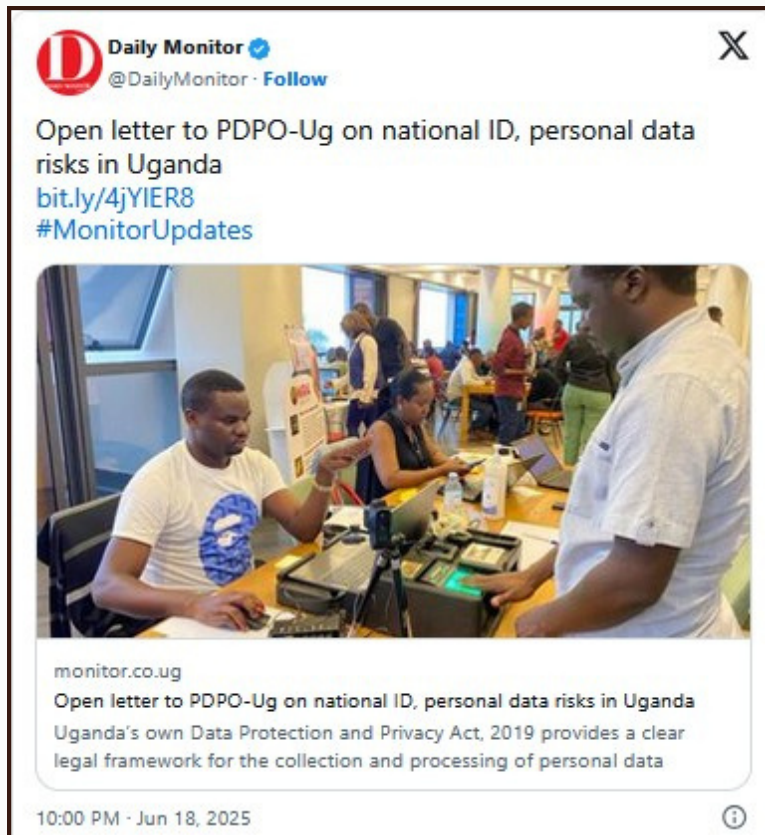 Daily Monitor
@DailyMonitor · Follow
Open letter to PDPO-Ug on national ID, personal data
risks in Uganda
bit.ly/4jYlER8
#MonitorUpdates
monitor.co.ug
Open letter to PDPO-Ug on national ID, personal data risks in Uganda
Uganda's own Data Protection and Privacy Act, 2019 provides a clear
legal framework for the collection and processing of personal data
10:00 PM · Jun 18, 2025